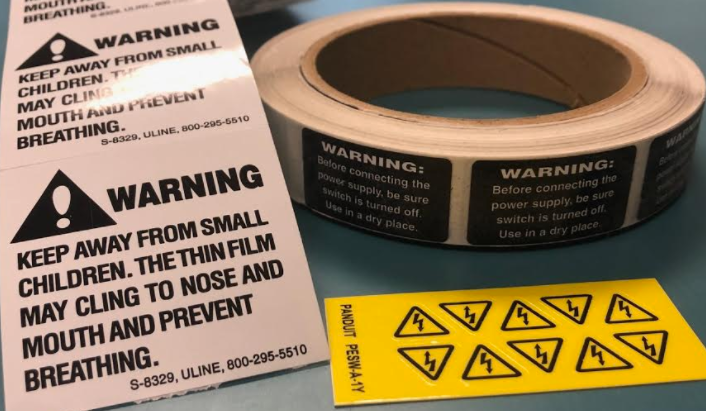 MOUTH
BREATHING.
WARNING
KEEP AWAY FROM SMALL
CHILDREN. TH
MAY CLING
MOUTH AND PREVENT
BREATHING.
S-8329, ULINE, 800-295-5510
WARNING
KEEP AWAY FROM SMALL
CHILDREN. THE THIN FILM
MAY CLING TO NOSE AND
MOUTH AND PREVENT
BREATHING.
S-8329, ULINE, 800-295-5510
WARNING:
Before connecting the
power supply, be sure
switch is turned off.
Use in a dry place.
WARNING:
Before connecting the
power supply, be sure
switch is turned off.
Use in a dry place.
PANDUIT PESW-A-1Y